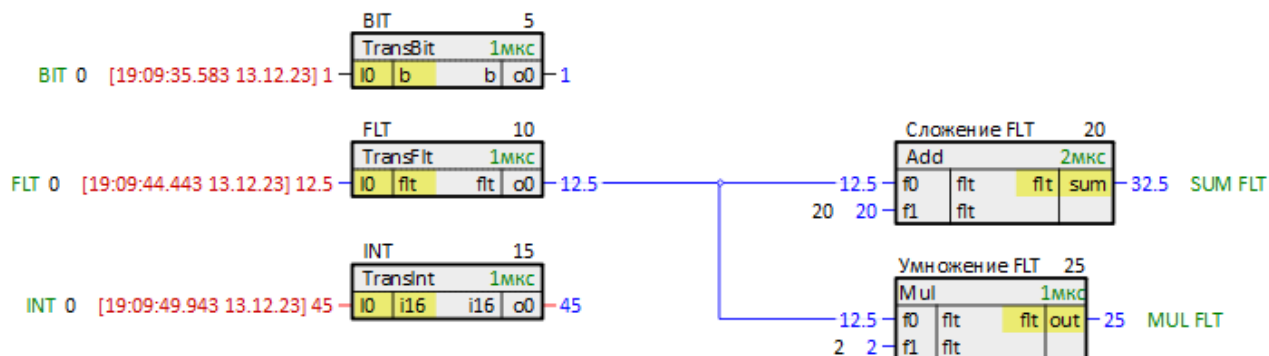 BIT 5
TransBit 1мкс
BIT 0 [19:09:35.583 13.12.23] 1 I0 b b o0 1
FLT 10
TransFlt 1мкс
FLT 0 [19:09:44.443 13.12.23] 12.5 I0 flt flt o0 12.5
INT 15
TransInt 1мкс
INT 0 [19:09:49.943 13.12.23] 45 I0 i16 i16 o0 45
Сложение FLT 20
Add 2мкс
12.5 f0 flt flt sum 32.5 SUM FLT
20 20 f1 flt
Умножение FLT 25
Mul 1мкс
12.5 f0 flt flt out 25 MUL FLT
2 2 f1 flt